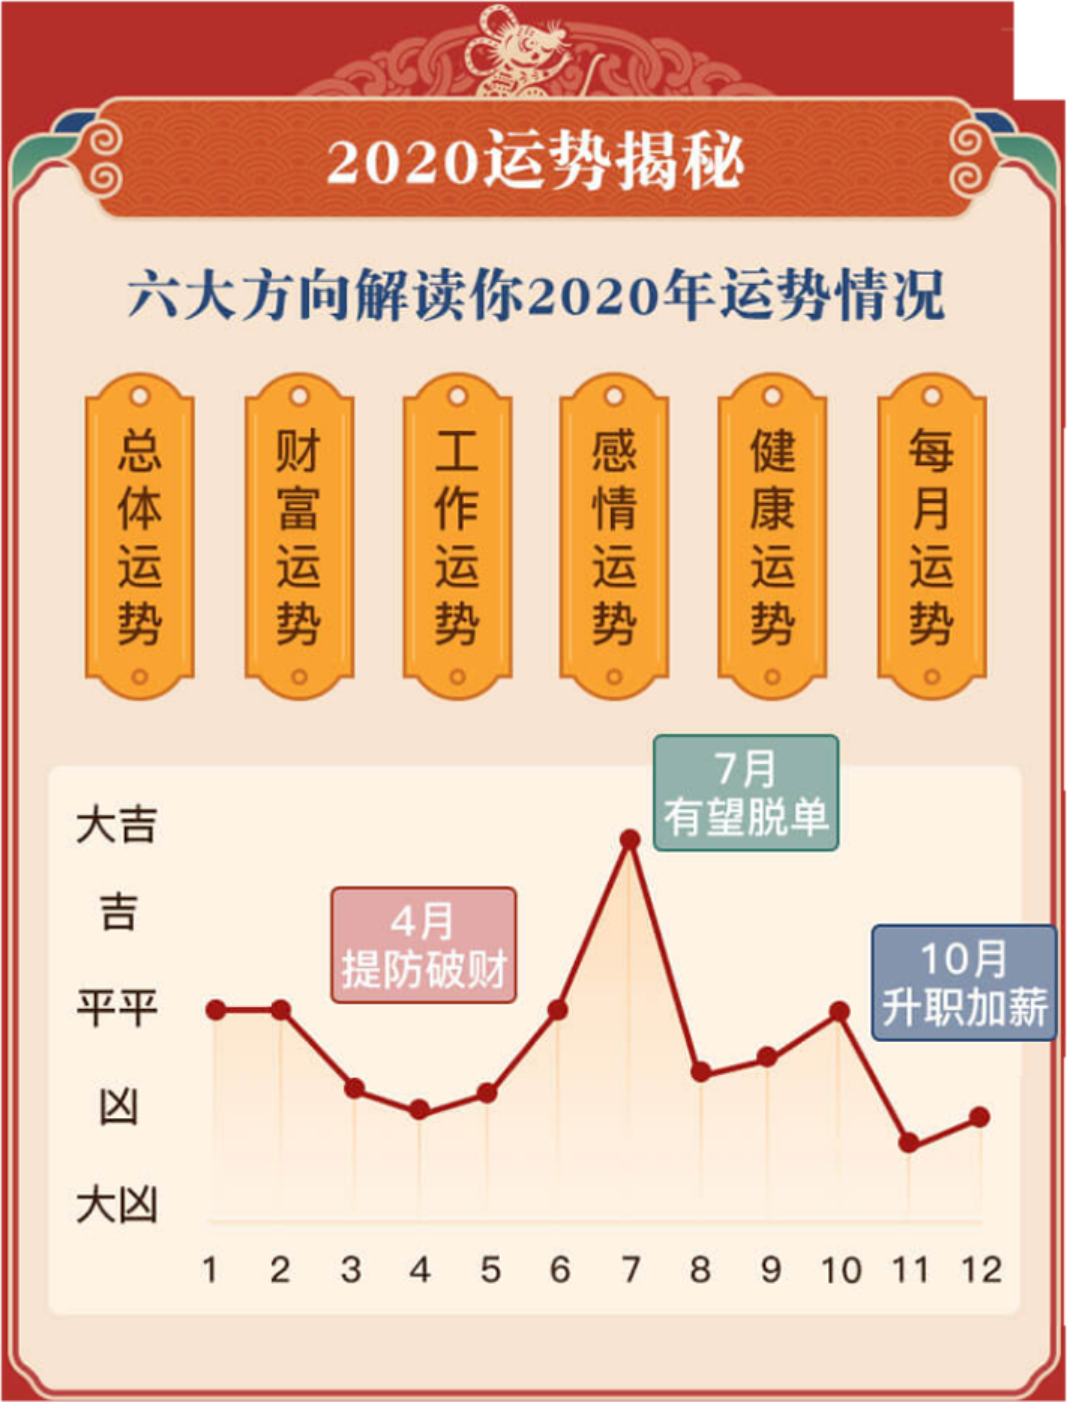 2020运势揭秘
六大方向解读你2020年运势情况
总体运势
财富运势
工作运势
感情运势
健康运势
每月运势
大吉
吉
平平
凶
大凶
4月
提防破财
7月
有望脱单
10月
升职加薪
1 2 3 4 5 6 7 8 9 10 11 12